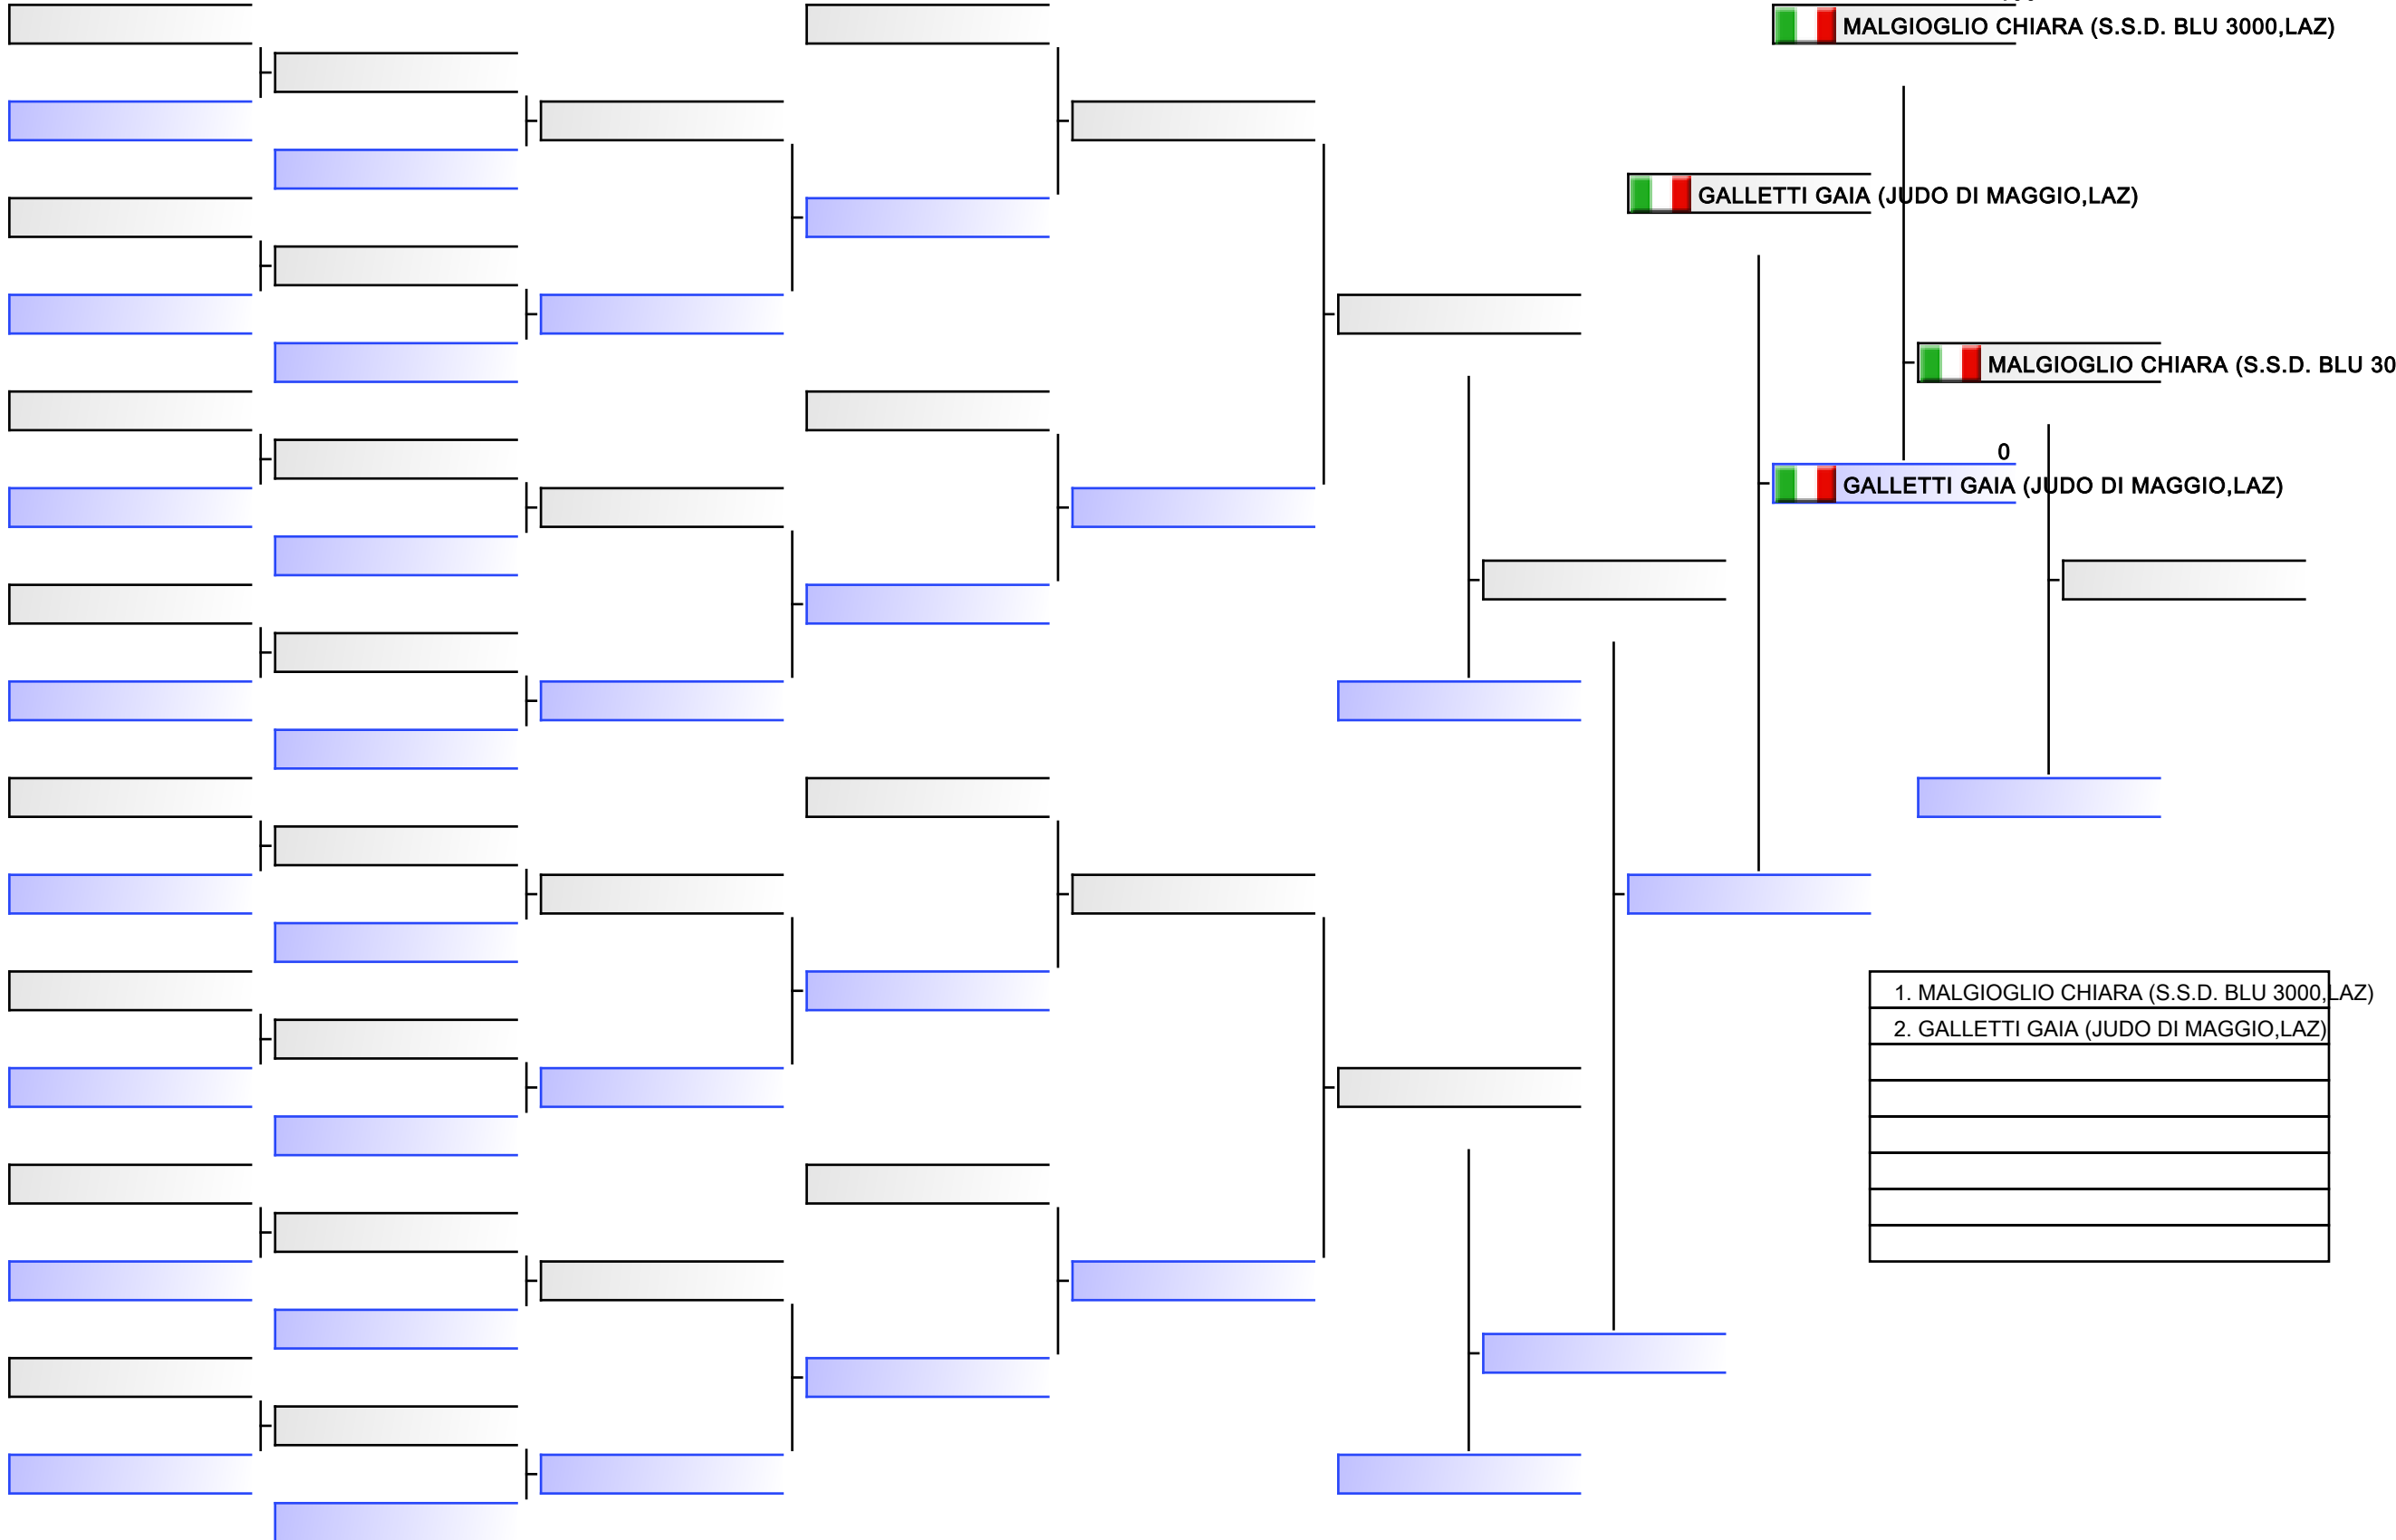 MALGIOGLIO CHIARA (S.S.D. BLU 3000,LAZ)
GALLETTI GAIA (JUDO DI MAGGIO,LAZ)
MALGIOGLIO CHIARA (S.S.D. BLU 30
0
GALLETTI GAIA (JUDO DI MAGGIO,LAZ)
1. MALGIOGLIO CHIARA (S.S.D. BLU 3000,LAZ)
2. GALLETTI GAIA (JUDO DI MAGGIO,LAZ)